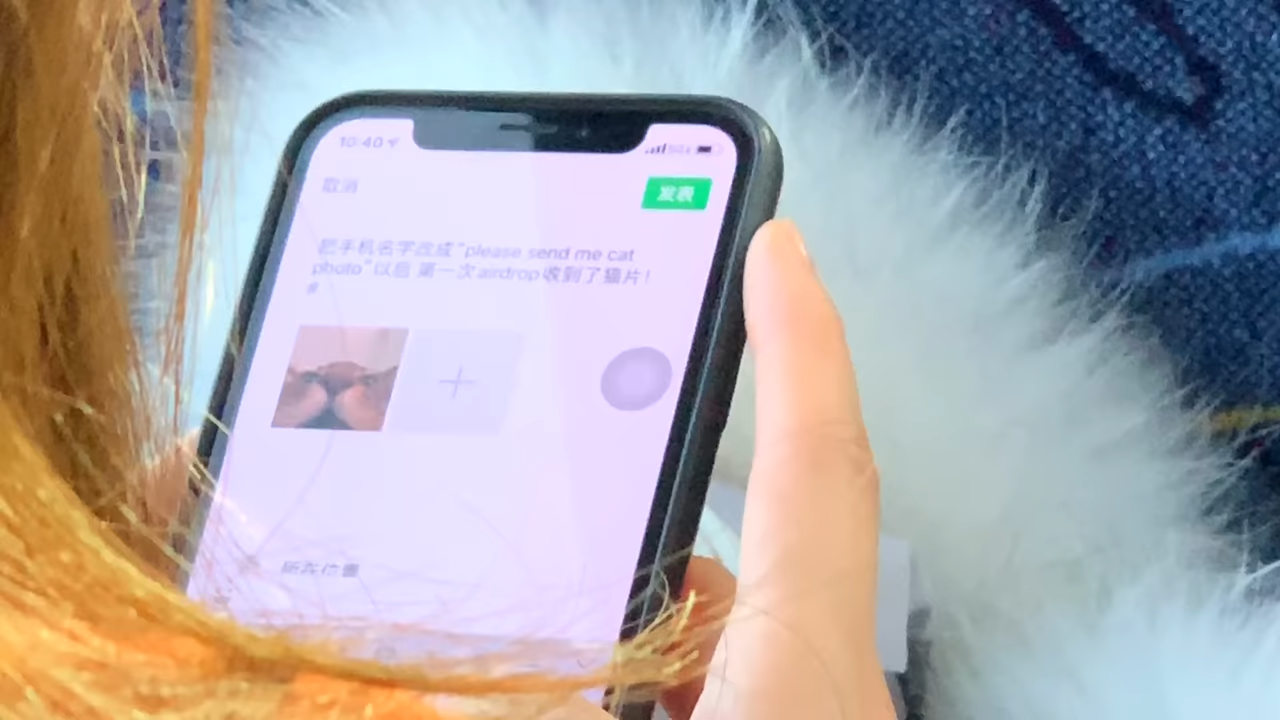 10:40
取消
发表
把手机名字改成“please send me cat
photo”以后 第一次airdrop收到了猫片！
所在位置